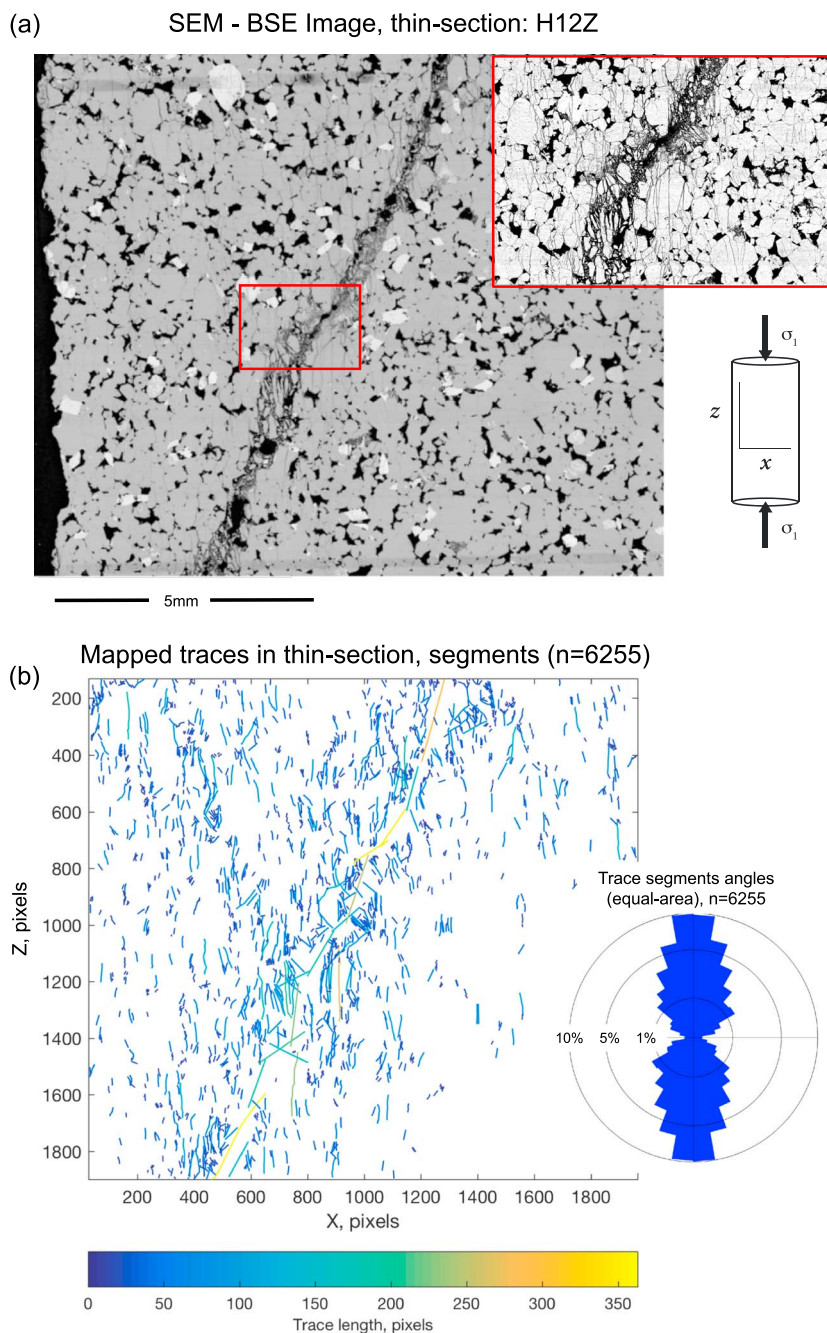 (a)
SEM - BSE Image, thin-section: H12Z
σ1
z
x
σ1
5mm
Mapped traces in thin-section, segments (n=6255)
(b)
200
400
600
800
1000
1200
1400
1600
1800
Z, pixels
200 400 600 800 1000 1200 1400 1600 1800
X, pixels
Trace segments angles
(equal-area), n=6255
10% 5% 1%
0 50 100 150 200 250 300 350
Trace length, pixels